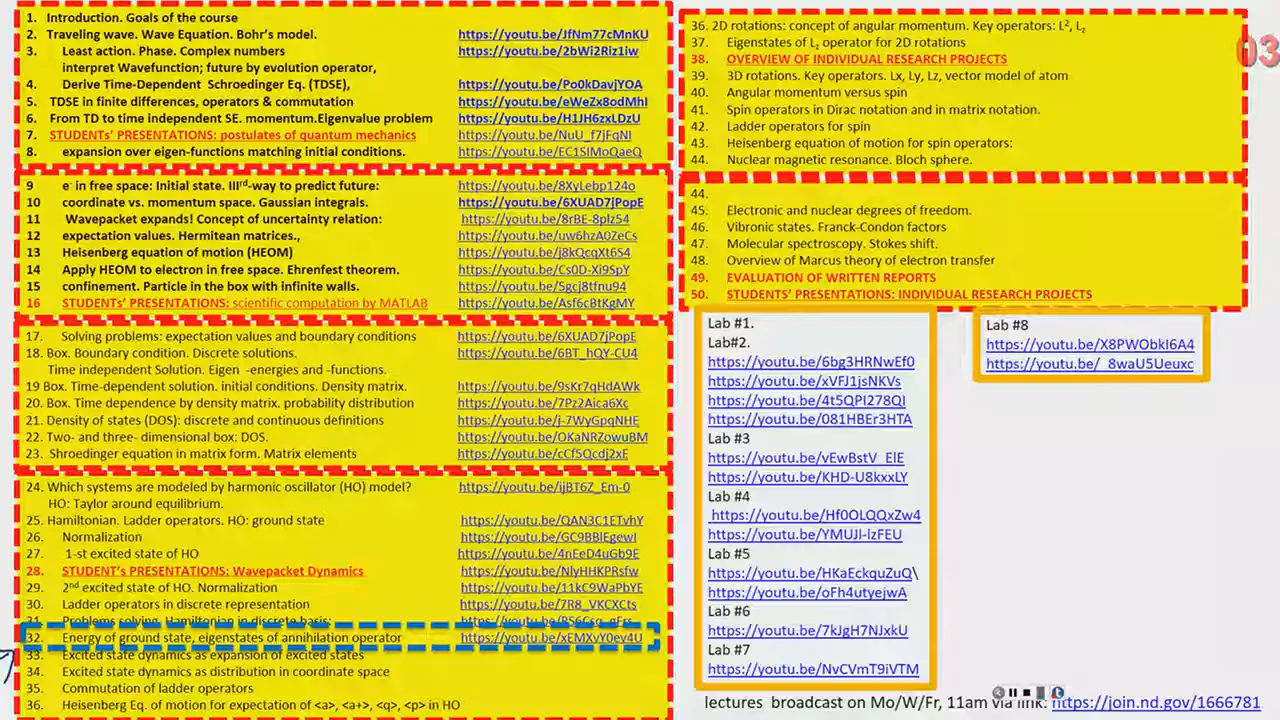 1. Introduction. Goals of the course
2. Traveling wave. Wave Equation. Bohr's model. https://youtu.be/JfNm77cMnKU
3. Least action. Phase. Complex numbers https://youtu.be/2bWi2Riz1iw
interpret Wavefunction; future by evolution operator,
4. Derive Time-Dependent Schroedinger Eq. (TDSE), https://youtu.be/Po0kDavjYOA
5. TDSE in finite differences, operators & commutation https://youtu.be/eWeZx8odMhI
6. From TD to time independent SE. momentum.Eigenvalue problem https://youtu.be/H1JH6zxLDzU
7. STUDENTS' PRESENTATIONS: postulates of quantum mechanics https://youtu.be/NuU_f7jFqNI
8. expansion over eigen-functions matching initial conditions. https://youtu.be/EC1SIMoQaeQ
9 e- in free space: Initial state. IIIrd-way to predict future: https://youtu.be/8XyLebp124o
10 coordinate vs. momentum space. Gaussian integrals. https://youtu.be/6XUAD7jPopE
11 Wavepacket expands! Concept of uncertainty relation: https://youtu.be/8rBE-8plz54
12 expectation values. Hermitean matrices., https://youtu.be/uw6hzA0ZeCs
13 Heisenberg equation of motion (HEOM) https://youtu.be/j8kQcqXt6S4
14 Apply HEOM to electron in free space. Ehrenfest theorem. https://youtu.be/Cs0D-Xi9SpY
15 confinement. Particle in the box with infinite walls. https://youtu.be/5gcj8tfnu94
16 STUDENTS' PRESENTATIONS: scientific computation by MATLAB https://youtu.be/Asf6cBtKgMY
17. Solving problems: expectation values and boundary conditions https://youtu.be/6XUAD7jPopE
18. Box. Boundary condition. Discrete solutions. https://youtu.be/6BT_hQY-CU4
Time independent Solution. Eigen -energies and -functions.
19 Box. Time-dependent solution. initial conditions. Density matrix. https://youtu.be/9sKr7qHdAWk
20. Box. Time dependence by density matrix. probability distribution https://youtu.be/7Pz2Aica6Xc
21. Density of states (DOS): discrete and continuous definitions https://youtu.be/j-7WyGpqNHE
22. Two- and three- dimensional box: DOS. https://youtu.be/OKaNRZowuBM
23. Shroedinger equation in matrix form. Matrix elements https://youtu.be/cCf5Qcdj2xE
24. Which systems are modeled by harmonic oscillator (HO) model? https://youtu.be/ijBT6Z_Em-0
HO: Taylor around equilibrium.
25. Hamiltonian. Ladder operators. HO: ground state https://youtu.be/QAN3C1ETvhY
26. Normalization https://youtu.be/GC9BBlEgewI
27. 1-st excited state of HO https://youtu.be/4nEeD4uGb9E
28. STUDENT'S PRESENTATIONS: Wavepacket Dynamics https://youtu.be/NlyHHKPRsfw
29. 2nd excited state of HO. Normalization https://youtu.be/11kC9WaPbYE
30. Ladder operators in discrete representation https://youtu.be/7R8_VKCXCts
31. Problems solving. Hamiltonian in discrete basis:
32. Energy of ground state, eigenstates of annihilation operator https://youtu.be/xEMXvY0ev4U
33. Excited state dynamics as expansion of excited states
34. Excited state dynamics as distribution in coordinate space
35. Commutation of ladder operators
36. Heisenberg Eq. of motion for expectation of <a>, <a+>, <q>, <p> in HO
36. 2D rotations: concept of angular momentum. Key operators: L², Lz
37. Eigenstates of Lz operator for 2D rotations
38. OVERVIEW OF INDIVIDUAL RESEARCH PROJECTS
39. 3D rotations. Key operators. Lx, Ly, Lz, vector model of atom
40. Angular momentum versus spin
41. Spin operators in Dirac notation and in matrix notation.
42. Ladder operators for spin
43. Heisenberg equation of motion for spin operators:
44. Nuclear magnetic resonance. Bloch sphere.
44.
45. Electronic and nuclear degrees of freedom.
46. Vibronic states. Franck-Condon factors
47. Molecular spectroscopy. Stokes shift.
48. Overview of Marcus theory of electron transfer
49. EVALUATION OF WRITTEN REPORTS
50. STUDENTS' PRESENTATIONS: INDIVIDUAL RESEARCH PROJECTS
03
Lab #1.
Lab#2.
https://youtu.be/6bg3HRNwEf0
https://youtu.be/xVFJ1jsNKVs
https://youtu.be/4t5QPI278QI
https://youtu.be/081HBEr3HTA
Lab #3
https://youtu.be/vEwBstV_ElE
https://youtu.be/KHD-U8kxxLY
Lab #4
https://youtu.be/Hf0OLQQxZw4
https://youtu.be/YMUJl-lzFEU
Lab #5
https://youtu.be/HKaEckquZuQ\
https://youtu.be/oFh4utyejwA
Lab #6
https://youtu.be/7kJgH7NJxkU
Lab #7
https://youtu.be/NvCVmT9iVTM
Lab #8
https://youtu.be/X8PWObkI6A4
https://youtu.be/_8waU5Ueuxc
lectures broadcast on Mo/W/Fr, 11am via link: https://join.nd.gov/1666781